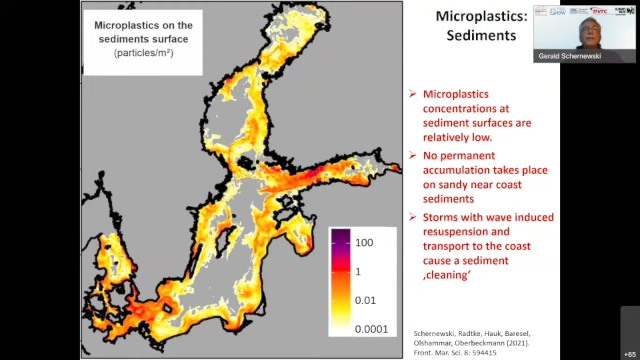 Microplastics on the
sediments surface
(particles/m²)
Microplastics:
Sediments
Gerald Schernewski
➢ Microplastics
concentrations at
sediment surfaces are
relatively low.
➢ No permanent
accumulation takes place
on sandy near coast
sediments
➢ Storms with wave induced
resuspension and
transport to the coast
cause a sediment
‚cleaning'
100
1
0.01
0.0001
Schernewski, Radtke, Hauk, Baresel,
Olshammar, Oberbeckmann (2021).
Front. Mar. Sci. 8: 594415
+65